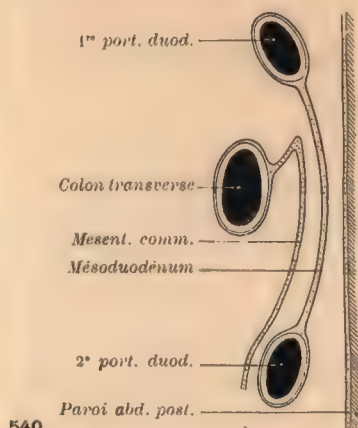 1re port. duod.
Colon transverse
Mesent. comm.
Mésoduodénum
2e port. duod.
Paroi abd. post.
540